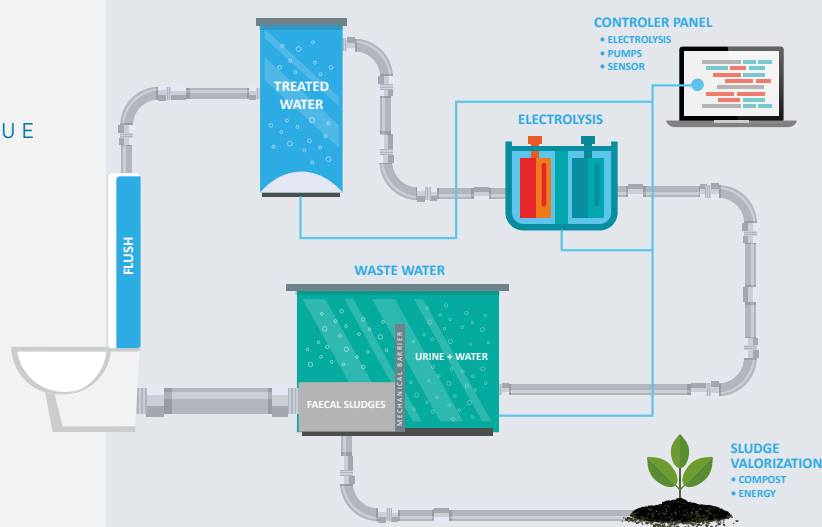 UE
CONTROLER PANEL
• ELECTROLYSIS
• PUMPS
• SENSOR
TREATED
WATER
ELECTROLYSIS
FLUSH
WASTE WATER
MECHANICAL BARRIER
URINE + WATER
FAECAL SLUDGES
SLUDGE
VALORIZATION
• COMPOST
• ENERGY